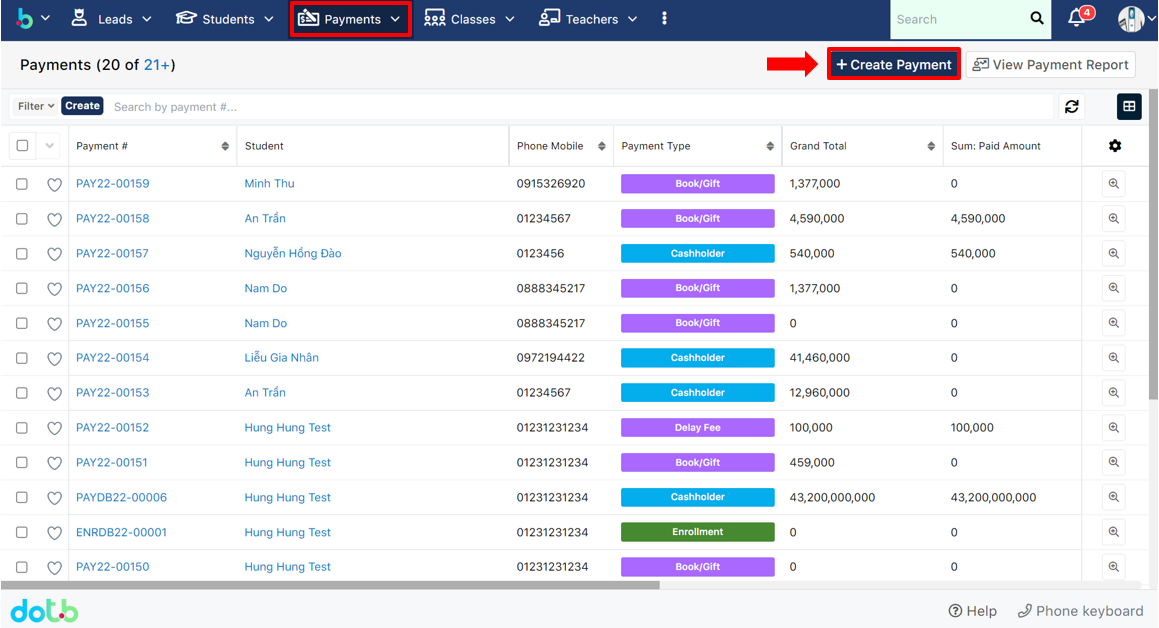 b Leads Students Payments Classes Teachers Search 4
Payments (20 of 21+) + Create Payment View Payment Report
Filter Create Search by payment #...
Payment # Student Phone Mobile Payment Type Grand Total Sum: Paid Amount
PAY22-00159 Minh Thu 0915326920 Book/Gift 1,377,000 0
PAY22-00158 An Trần 01234567 Book/Gift 4,590,000 4,590,000
PAY22-00157 Nguyễn Hồng Đào 0123456 Cashholder 540,000 540,000
PAY22-00156 Nam Do 0888345217 Book/Gift 1,377,000 0
PAY22-00155 Nam Do 0888345217 Book/Gift 0 0
PAY22-00154 Liễu Gia Nhân 0972194422 Cashholder 41,460,000 0
PAY22-00153 An Trần 01234567 Cashholder 12,960,000 0
PAY22-00152 Hung Hung Test 01231231234 Delay Fee 100,000 100,000
PAY22-00151 Hung Hung Test 01231231234 Book/Gift 459,000 0
PAYDB22-00006 Hung Hung Test 01231231234 Cashholder 43,200,000,000 43,200,000,000
ENRDB22-00001 Hung Hung Test 01231231234 Enrollment 0 0
PAY22-00150 Hung Hung Test 01231231234 Book/Gift 0 0
dot.b Help Phone keyboard